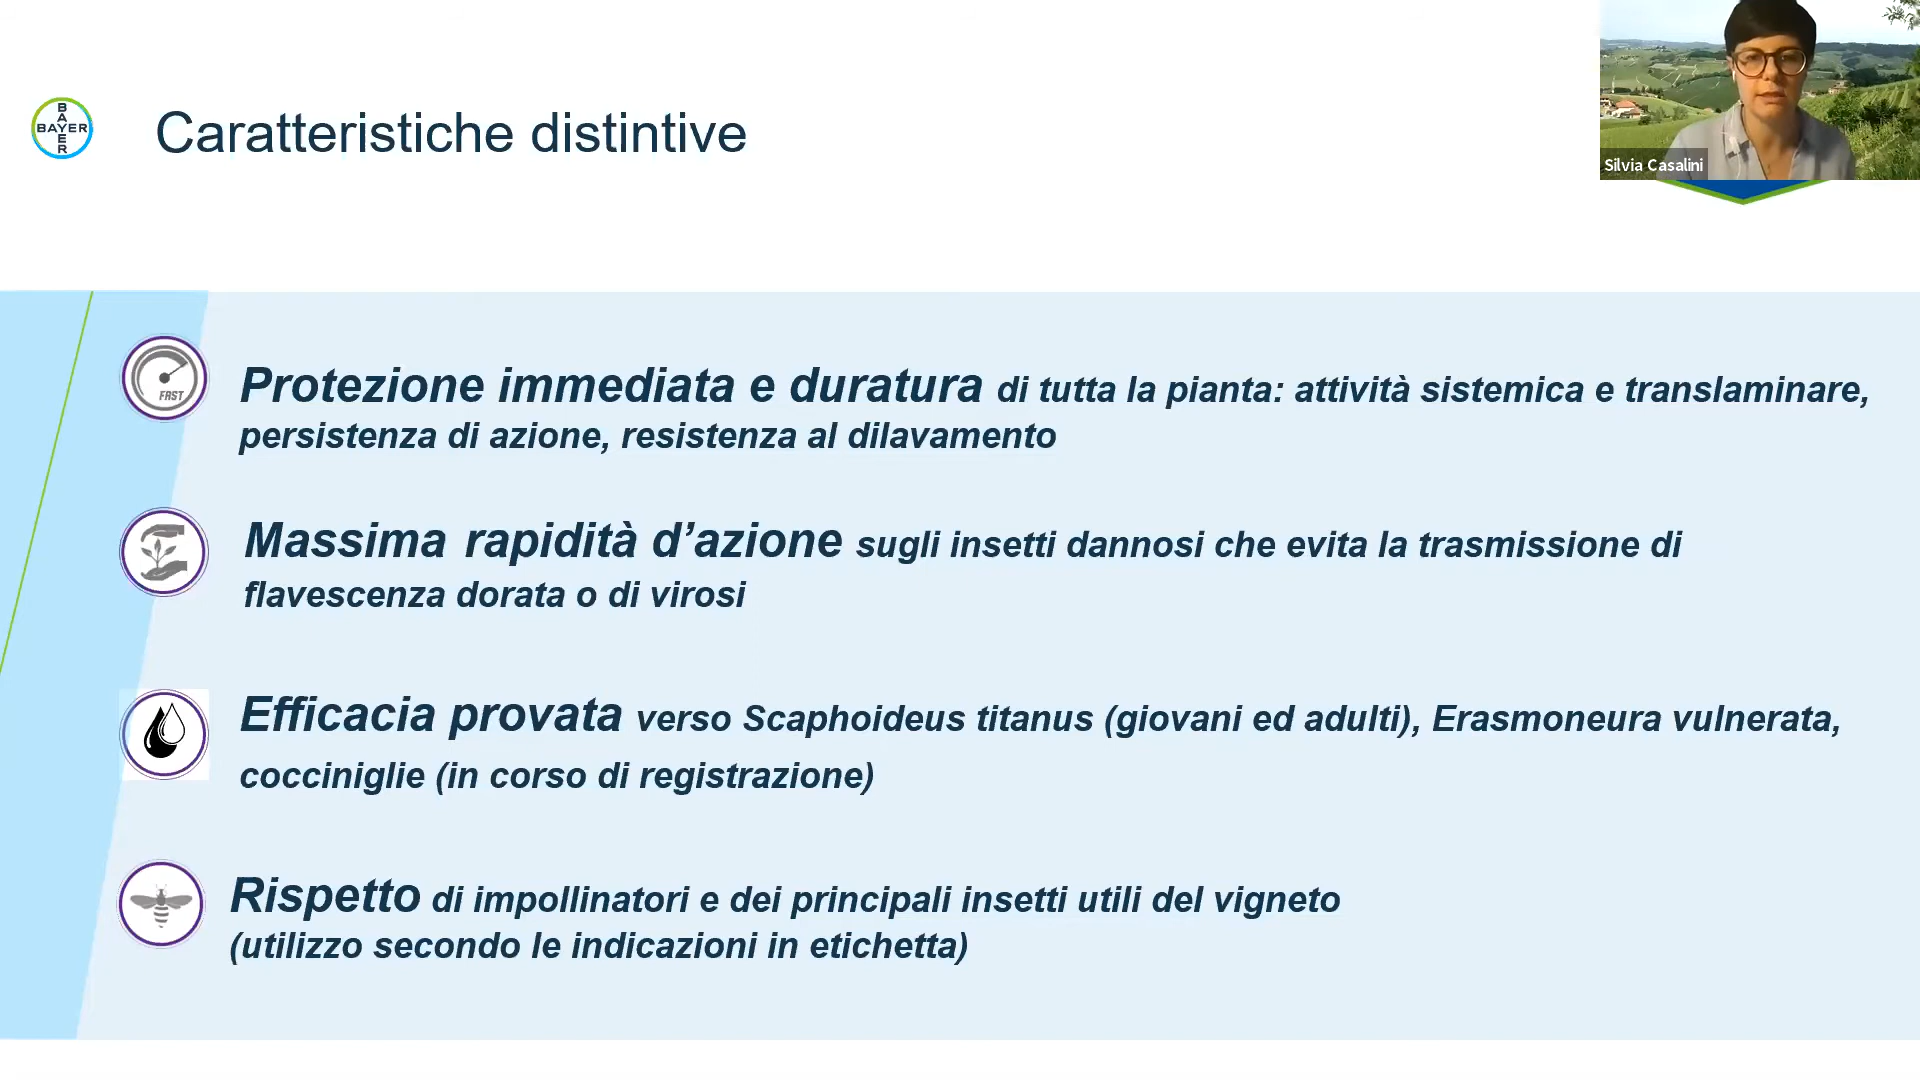 BAYER
BAYER
Caratteristiche distintive
Silvia Casalini
FAST
Protezione immediata e duratura di tutta la pianta: attività sistemica e translaminare,
persistenza di azione, resistenza al dilavamento
Massima rapidità d’azione sugli insetti dannosi che evita la trasmissione di
flavescenza dorata o di virosi
Efficacia provata verso Scaphoideus titanus (giovani ed adulti), Erasmoneura vulnerata,
cocciniglie (in corso di registrazione)
Rispetto di impollinatori e dei principali insetti utili del vigneto
(utilizzo secondo le indicazioni in etichetta)